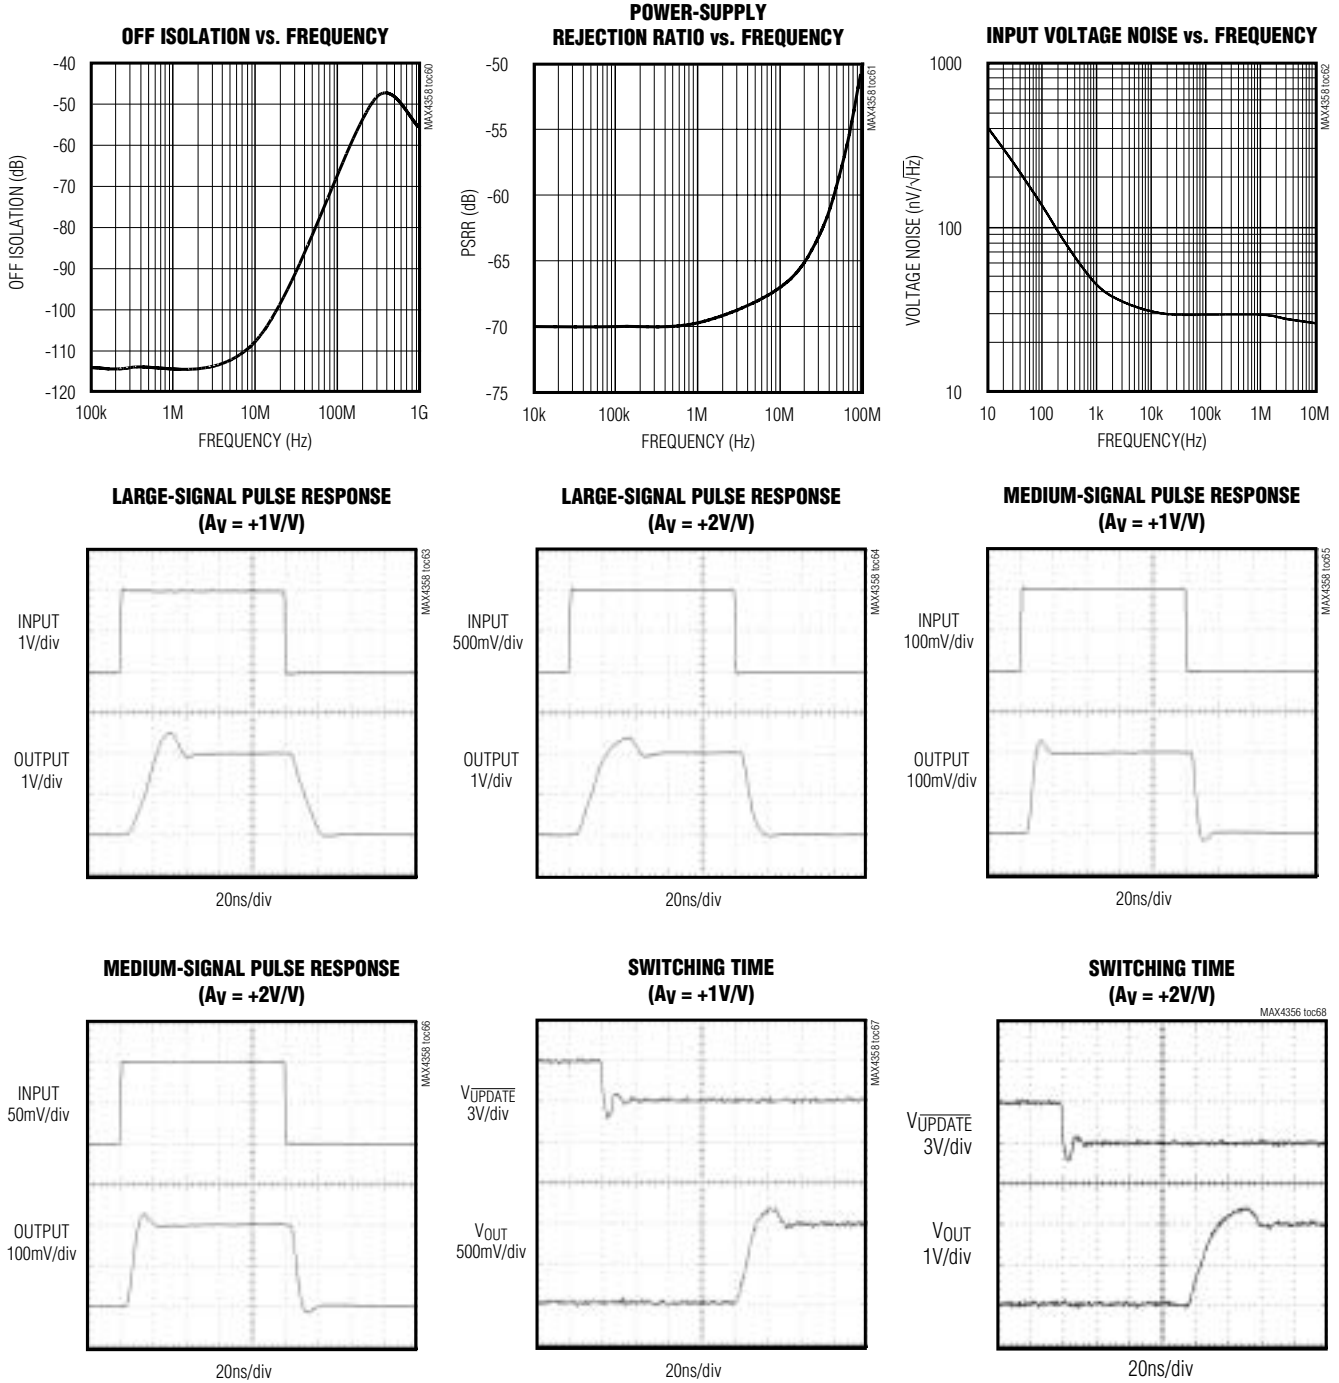 OFF ISOLATION vs. FREQUENCY
MAX4358 toc60
OFF ISOLATION (dB)
-40
-50
-60
-70
-80
-90
-100
-110
-120
100k 1M 10M 100M 1G
FREQUENCY (Hz)
POWER-SUPPLY
REJECTION RATIO vs. FREQUENCY
MAX4358 toc61
PSRR (dB)
-50
-55
-60
-65
-70
-75
10k 100k 1M 10M 100M
FREQUENCY (Hz)
INPUT VOLTAGE NOISE vs. FREQUENCY
MAX4358 toc62
VOLTAGE NOISE (nV/√Hz)
1000
100
10
10 100 1k 10k 100k 1M 10M
FREQUENCY(Hz)
LARGE-SIGNAL PULSE RESPONSE
(AV = +1V/V)
MAX4358 toc63
INPUT
1V/div
OUTPUT
1V/div
20ns/div
LARGE-SIGNAL PULSE RESPONSE
(AV = +2V/V)
MAX4358 toc64
INPUT
500mV/div
OUTPUT
1V/div
20ns/div
MEDIUM-SIGNAL PULSE RESPONSE
(AV = +1V/V)
MAX4358 toc65
INPUT
100mV/div
OUTPUT
100mV/div
20ns/div
MEDIUM-SIGNAL PULSE RESPONSE
(AV = +2V/V)
MAX4358 toc66
INPUT
50mV/div
OUTPUT
100mV/div
20ns/div
SWITCHING TIME
(AV = +1V/V)
MAX4358 toc67
VUPDATE
3V/div
VOUT
500mV/div
20ns/div
SWITCHING TIME
(AV = +2V/V)
MAX4356 toc68
VUPDATE
3V/div
VOUT
1V/div
20ns/div